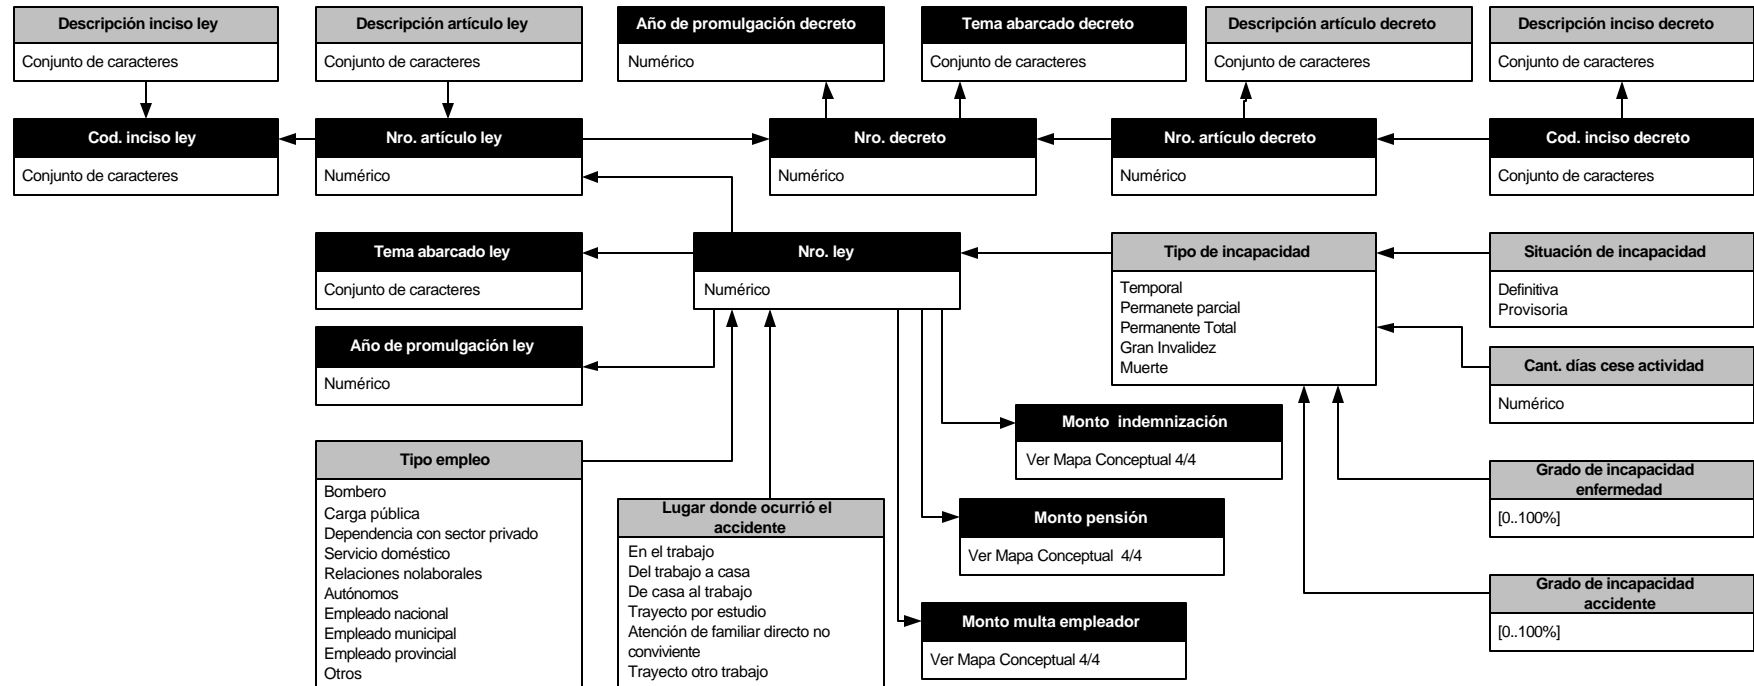 Descripción inciso ley
Conjunto de caracteres
Descripción artículo ley
Conjunto de caracteres
Año de promulgación decreto
Numérico
Tema abarcado decreto
Conjunto de caracteres
Descripción artículo decreto
Conjunto de caracteres
Descripción inciso decreto
Conjunto de caracteres
Cod. inciso ley
Conjunto de caracteres
Nro. artículo ley
Numérico
Nro. decreto
Numérico
Nro. artículo decreto
Numérico
Cod. inciso decreto
Conjunto de caracteres
Tema abarcado ley
Conjunto de caracteres
Nro. ley
Numérico
Tipo de incapacidad
Temporal
Permanete parcial
Permanente Total
Gran Invalidez
Muerte
Situación de incapacidad
Definitiva
Provisoria
Año de promulgación ley
Numérico
Cant. días cese actividad
Numérico
Monto indemnización
Ver Mapa Conceptual 4/4
Tipo empleo
Bombero
Carga pública
Dependencia con sector privado
Servicio doméstico
Relaciones nolaborales
Autónomos
Empleado nacional
Empleado municipal
Empleado provincial
Otros
Lugar donde ocurrió el
accidente
En el trabajo
Del trabajo a casa
De casa al trabajo
Trayecto por estudio
Atención de familiar directo no
conviviente
Trayecto otro trabajo
Monto pensión
Ver Mapa Conceptual 4/4
Monto multa empleador
Ver Mapa Conceptual 4/4
Grado de incapacidad
enfermedad
[0..100%]
Grado de incapacidad
accidente
[0..100%]